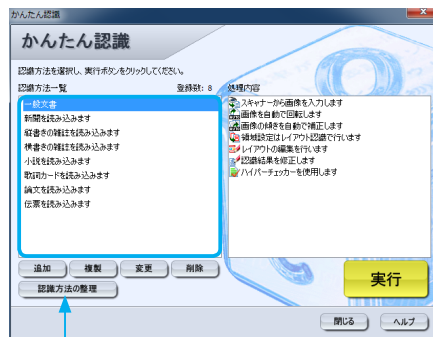 かんたん認識
かんたん認識
認識方法を選択し、実行ボタンをクリックしてください。
認識方法一覧 登録数: 8
一般文書
新聞を読み込みます
縦書きの雑誌を読み込みます
横書きの雑誌を読み込みます
小説を読み込みます
歌詞カードを読み込みます
論文を読み込みます
伝票を読み込みます
処理内容
スキャナーから画像を入力します
画像を自動で回転します
画像の傾きを自動で補正します
領域設定はレイアウト認識で行います
レイアウトの編集を行います
認識結果を修正します
ハイパーチェッカーを使用します
追加 複製 変更 削除
認識方法の整理
実行
閉じる ヘルプ